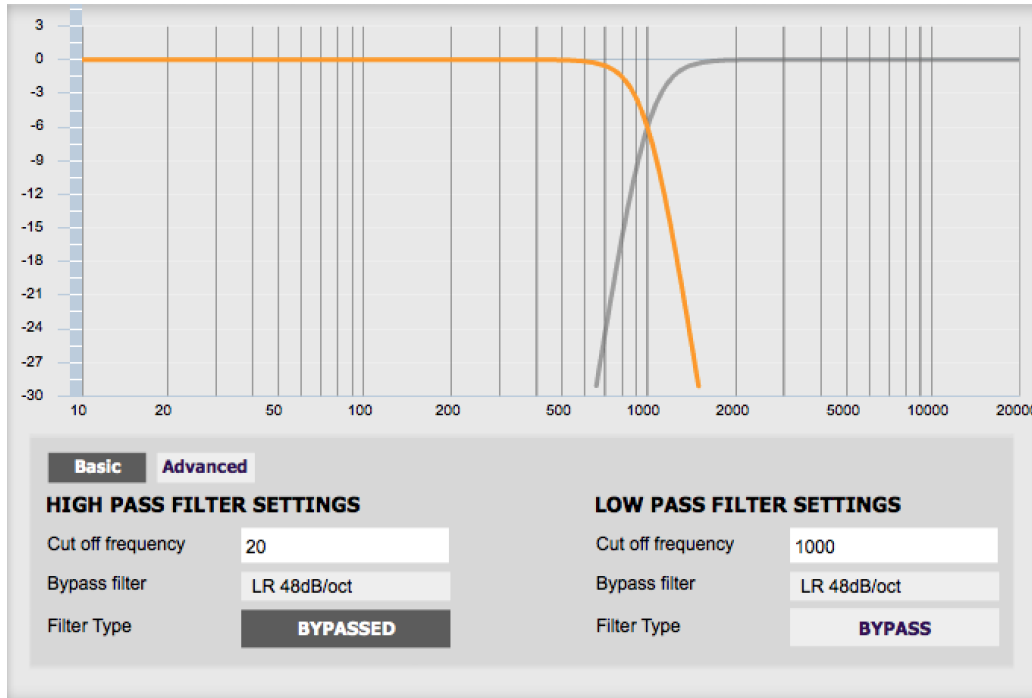 3
0
-3
-6
-9
-12
-15
-18
-21
-24
-27
-30
10 20 50 100 200 500 1000 2000 5000 10000 20000
Basic Advanced
HIGH PASS FILTER SETTINGS LOW PASS FILTER SETTINGS
Cut off frequency 20 Cut off frequency 1000
Bypass filter LR 48dB/oct Bypass filter LR 48dB/oct
Filter Type BYPASSED Filter Type BYPASS